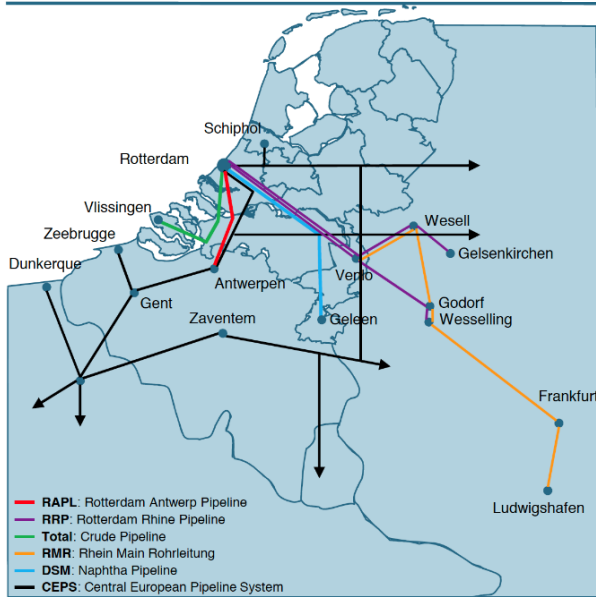 Schiphol
Rotterdam
Vlissingen
Wesell
Zeebrugge
Gelsenkirchen
Dunkerque
Venlo
Antwerpen
Gent
Godorf
Zaventem
Geleen
Wesselling
Frankfurt
Ludwigshafen
RAPL: Rotterdam Antwerp Pipeline
RRP: Rotterdam Rhine Pipeline
Total: Crude Pipeline
RMR: Rhein Main Rohrleitung
DSM: Naphtha Pipeline
CEPS: Central European Pipeline System